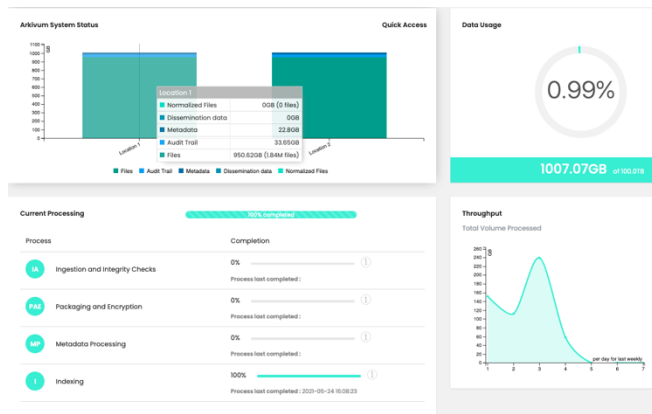 Arkivum System Status
Quick Access
1100
GB
1000
900
800
700
600
500
400
300
200
100
0
Location 1
Location 2
Location 1
Normalized Files 0GB (0 files)
Dissemination data 0GB
Metadata 22.8GB
Audit Trail 33.65GB
Files 950.62GB (1.84M files)
Files Audit Trail Metadata Dissemination data Normalized Files
Data Usage
0.99%
1007.07GB of 100.0TB
Current Processing
100% completed
Process Completion
IA Ingestion and Integrity Checks
0%
Process last completed :
PAE Packaging and Encryption
0%
Process last completed :
MP Metadata Processing
0%
Process last completed :
I Indexing
100%
Process last completed : 2021-05-24 16:08:23
Throughput
Total Volume Processed
260
GB
240
220
200
180
160
140
120
100
80
60
40
20
0
per day for last weekly
1 2 3 4 5 6 7